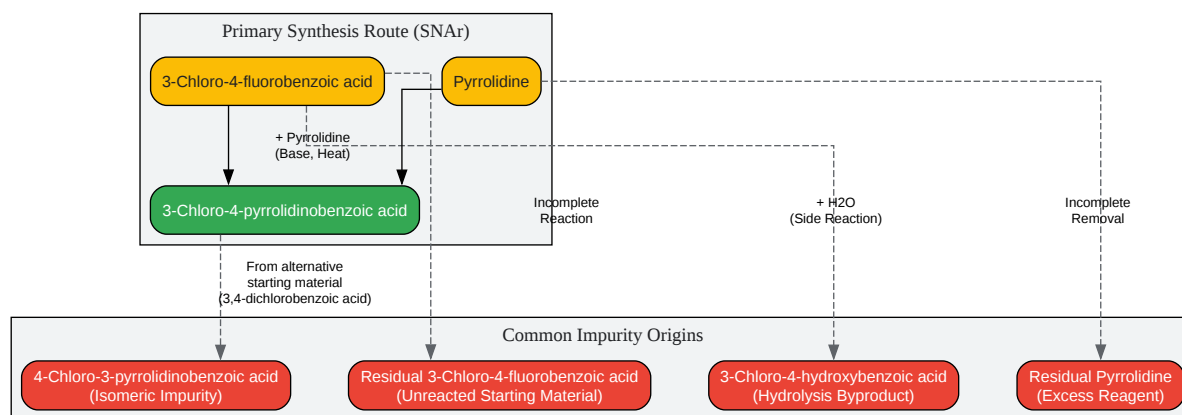 Primary Synthesis Route (SNAr)
3-Chloro-4-fluorobenzoic acid
Pyrrolidine
+ Pyrrolidine
(Base, Heat)
3-Chloro-4-pyrrolidinobenzoic acid
Incomplete
Reaction
+ H2O
(Side Reaction)
Incomplete
Removal
From alternative
starting material
(3,4-dichlorobenzoic acid)
Common Impurity Origins
4-Chloro-3-pyrrolidinobenzoic acid
(Isomeric Impurity)
Residual 3-Chloro-4-fluorobenzoic acid
(Unreacted Starting Material)
3-Chloro-4-hydroxybenzoic acid
(Hydrolysis Byproduct)
Residual Pyrrolidine
(Excess Reagent)